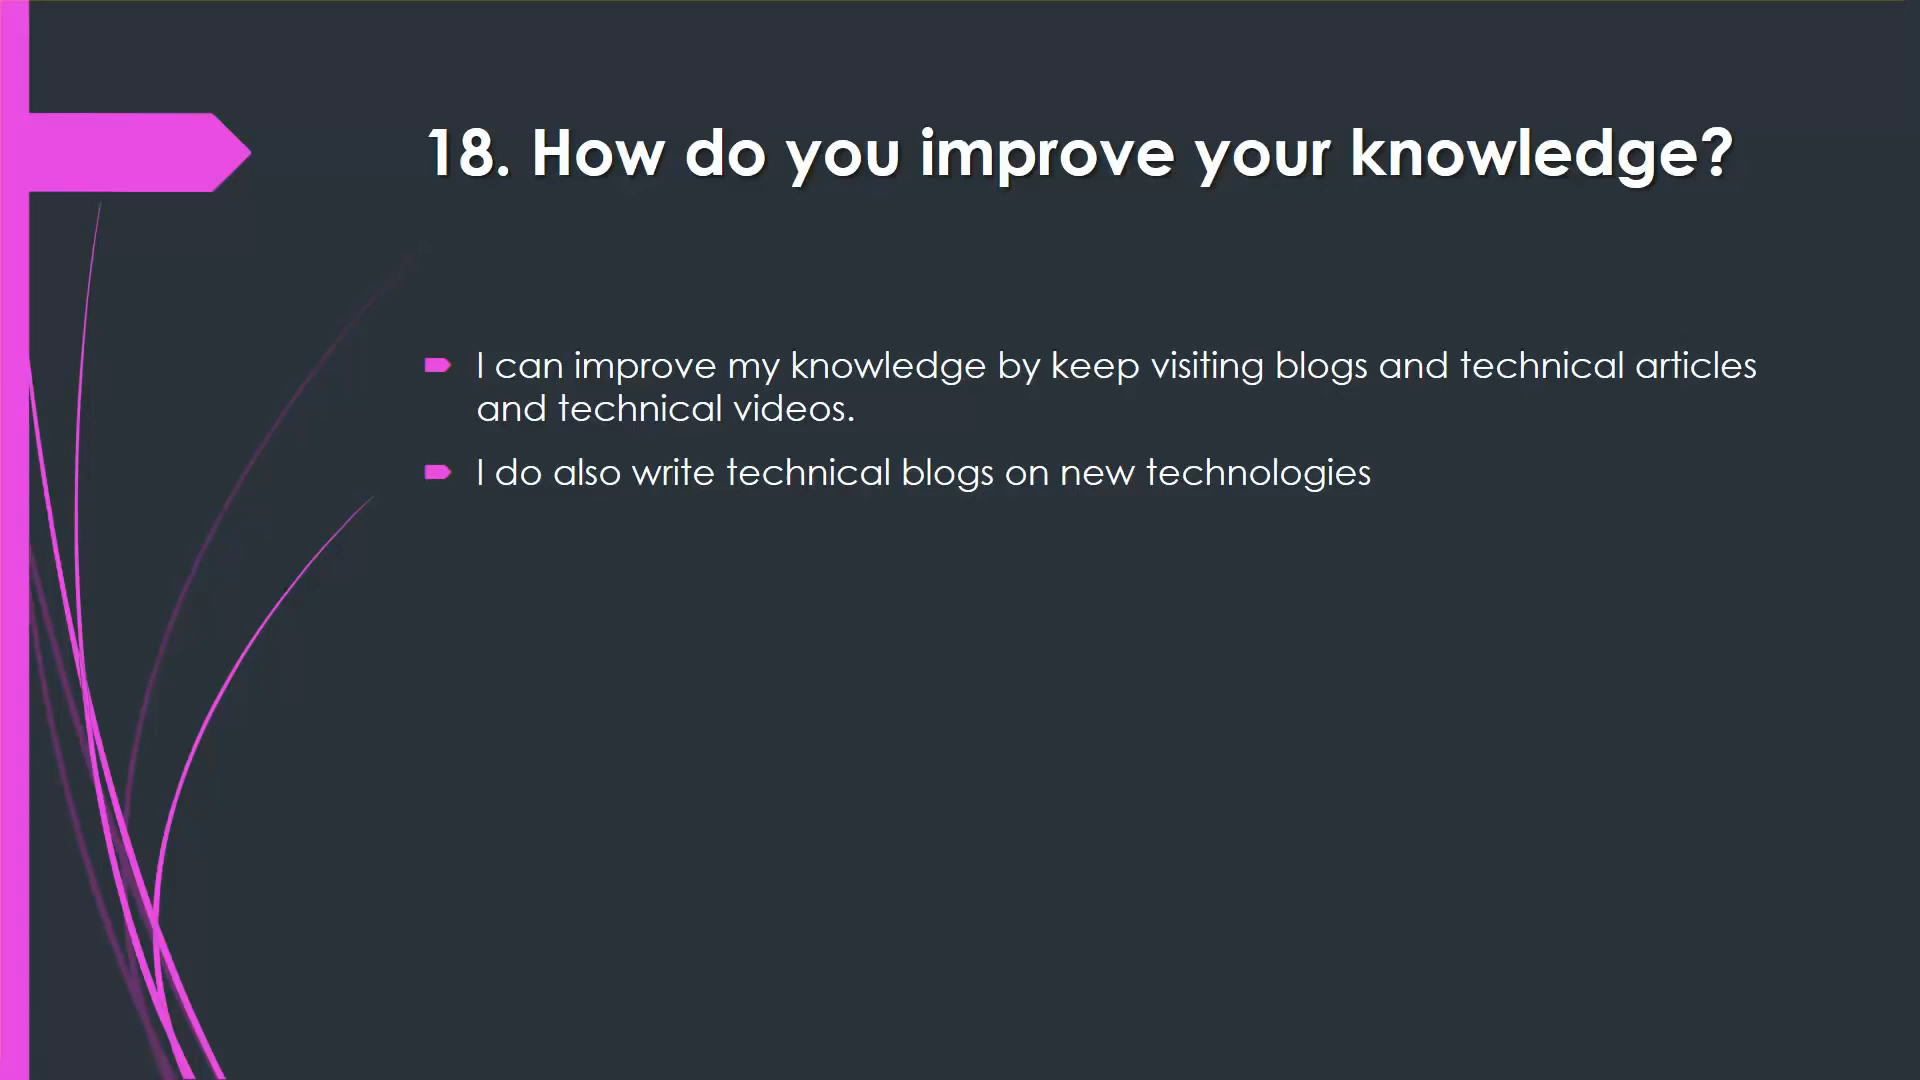 18. How do you improve your knowledge?
I can improve my knowledge by keep visiting blogs and technical articles
and technical videos.
I do also write technical blogs on new technologies